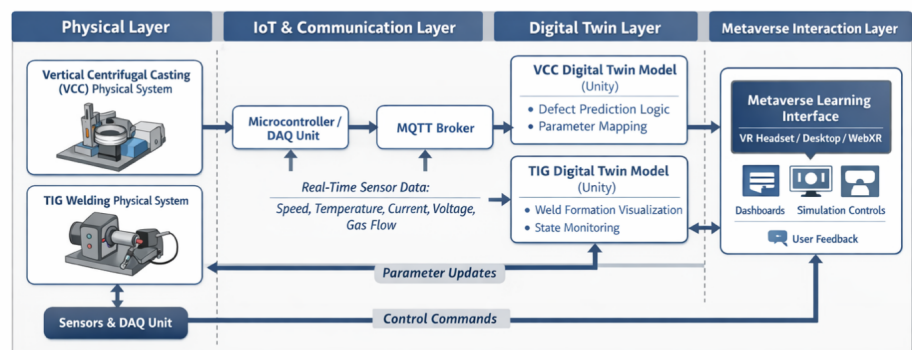 Physical Layer
IoT & Communication Layer
Digital Twin Layer
Metaverse Interaction Layer
Vertical Centrifugal Casting
(VCC) Physical System
TIG Welding Physical System
Sensors & DAQ Unit
Microcontroller /
DAQ Unit
MQTT Broker
Real-Time Sensor Data:
Speed, Temperature, Current, Voltage,
Gas Flow
VCC Digital Twin Model
(Unity)
• Defect Prediction Logic
• Parameter Mapping
TIG Digital Twin Model
(Unity)
• Weld Formation Visualization
• State Monitoring
Metaverse Learning
Interface
VR Headset / Desktop / WebXR
Dashboards
Simulation Controls
User Feedback
Parameter Updates
Control Commands